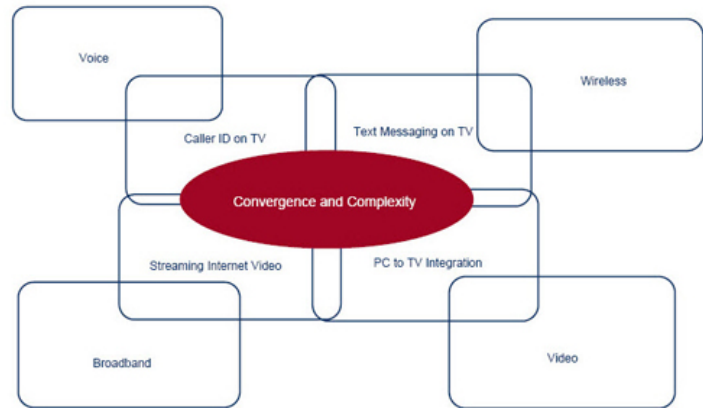 Voice
Wireless
Caller ID on TV
Text Messaging on TV
Convergence and Complexity
Streaming Internet Video
PC to TV Integration
Broadband
Video